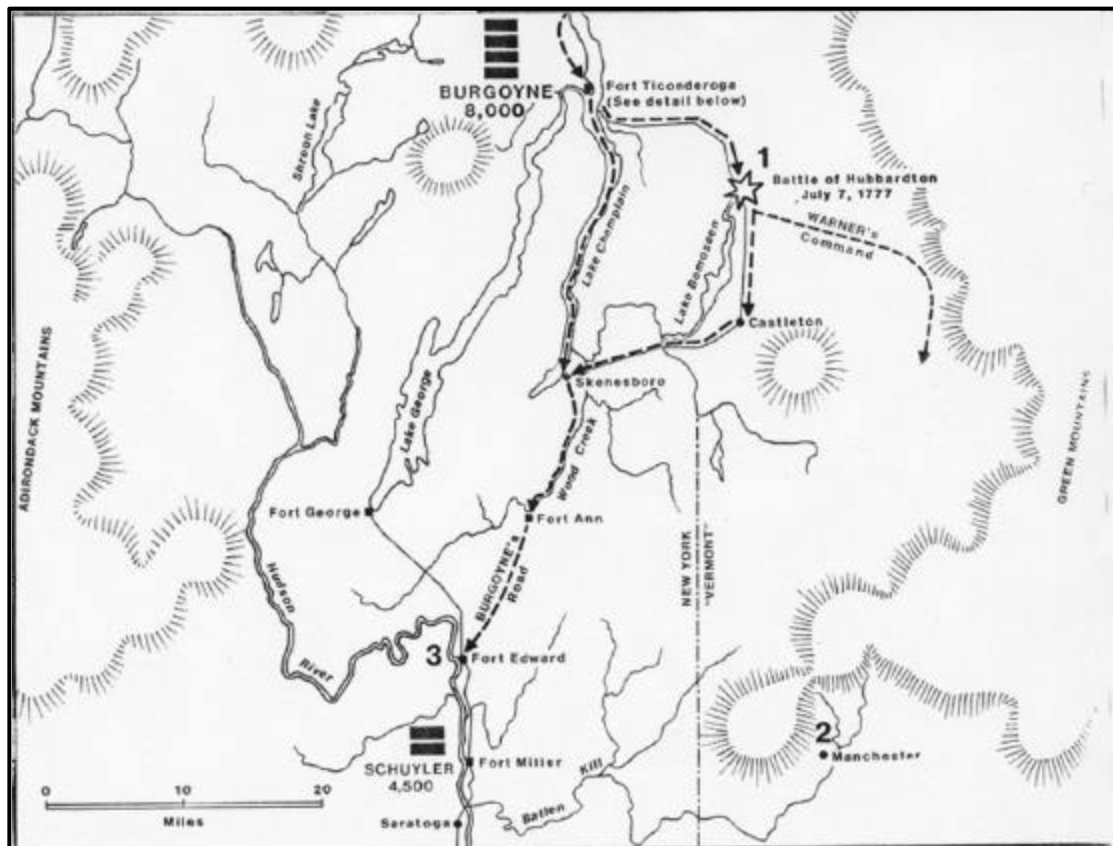 BURGOYNE
8,000
Fort Ticonderoga
(See detail below)
Shroon Lake
1
Battle of Hubbardton
July 7, 1777
WARNER's
Command
Lake Champlain
Lake Bomoseen
Castleton
Skenesboro
ADIRONDACK MOUNTAINS
GREEN MOUNTAINS
Lake George
Wood Creek
Fort George
Fort Ann
BURGOYNE's
Road
NEW YORK
"VERMONT"
Hudson
River
3
Fort Edward
2
Manchester
SCHUYLER
4,500
Fort Miller
Batten Kill
Saratoga
0 10 20
Miles